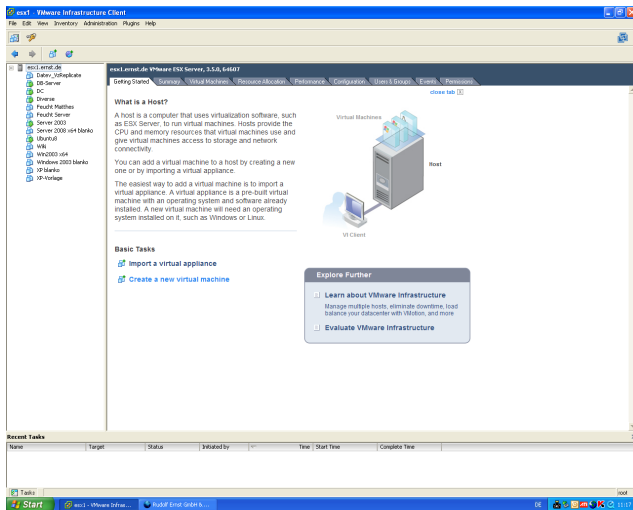 esx1 - VMware Infrastructure Client
File Edit View Inventory Administration Plugins Help
esx1.ernst.de
Datev_VzReplicate
DB-Server
DC
Diverse
Feucht Matthes
Feucht Server
Server 2003
Server 2008 x64 blanko
Ubuntu8
Wiki
Win2003 x64
Windows 2003 blanko
XP blanko
XP-Vorlage
esx1.ernst.de VMware ESX Server, 3.5.0, 64607
Getting Started Summary Virtual Machines Resource Allocation Performance Configuration Users & Groups Events Permissions
close tab
What is a Host?
A host is a computer that uses virtualization software, such
as ESX Server, to run virtual machines. Hosts provide the
CPU and memory resources that virtual machines use and
give virtual machines access to storage and network
connectivity.
You can add a virtual machine to a host by creating a new
one or by importing a virtual appliance.
The easiest way to add a virtual machine is to import a
virtual appliance. A virtual appliance is a pre-built virtual
machine with an operating system and software already
installed. A new virtual machine will need an operating
system installed on it, such as Windows or Linux.
Basic Tasks
Import a virtual appliance
Create a new virtual machine
Virtual Machines
Host
VI Client
Explore Further
Learn about VMware Infrastructure
Manage multiple hosts, eliminate downtime, load
balance your datacenter with VMotion, and more
Evaluate VMware Infrastructure
Recent Tasks
Name Target Status Initiated by Time Start Time Complete Time
Tasks
root
Start
esx1 - VMware Infras...
Rudolf Ernst GmbH & ...
DE
11:17